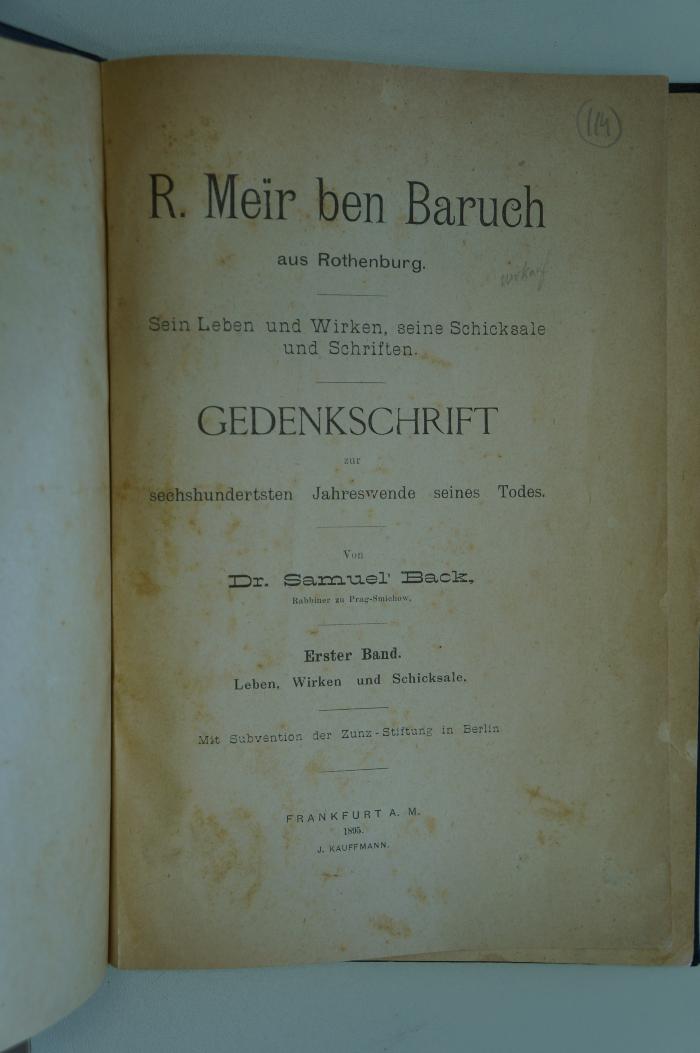 114
R. Meïr ben Baruch
aus Rothenburg.
Sein Leben und Wirken, seine Schicksale
und Schriften.
GEDENKSCHRIFT
zur
sechshundertsten Jahreswende seines Todes.
Von
Dr. Samuel Back,
Rabbiner zu Prag-Smichow.
Erster Band.
Leben, Wirken und Schicksale.
Mit Subvention der Zunz-Stiftung in Berlin
FRANKFURT A. M.
1895.
J. KAUFFMANN.